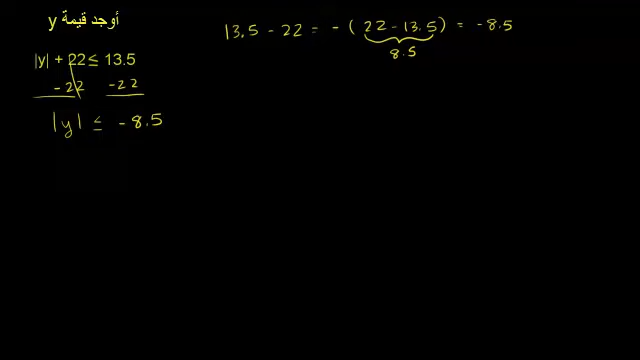 أوجد قيمة y
|y| + 22 ≤ 13.5
-22 -22
|y| ≤ -8.5
13.5 - 22 = - (22 - 13.5) = -8.5
8.5